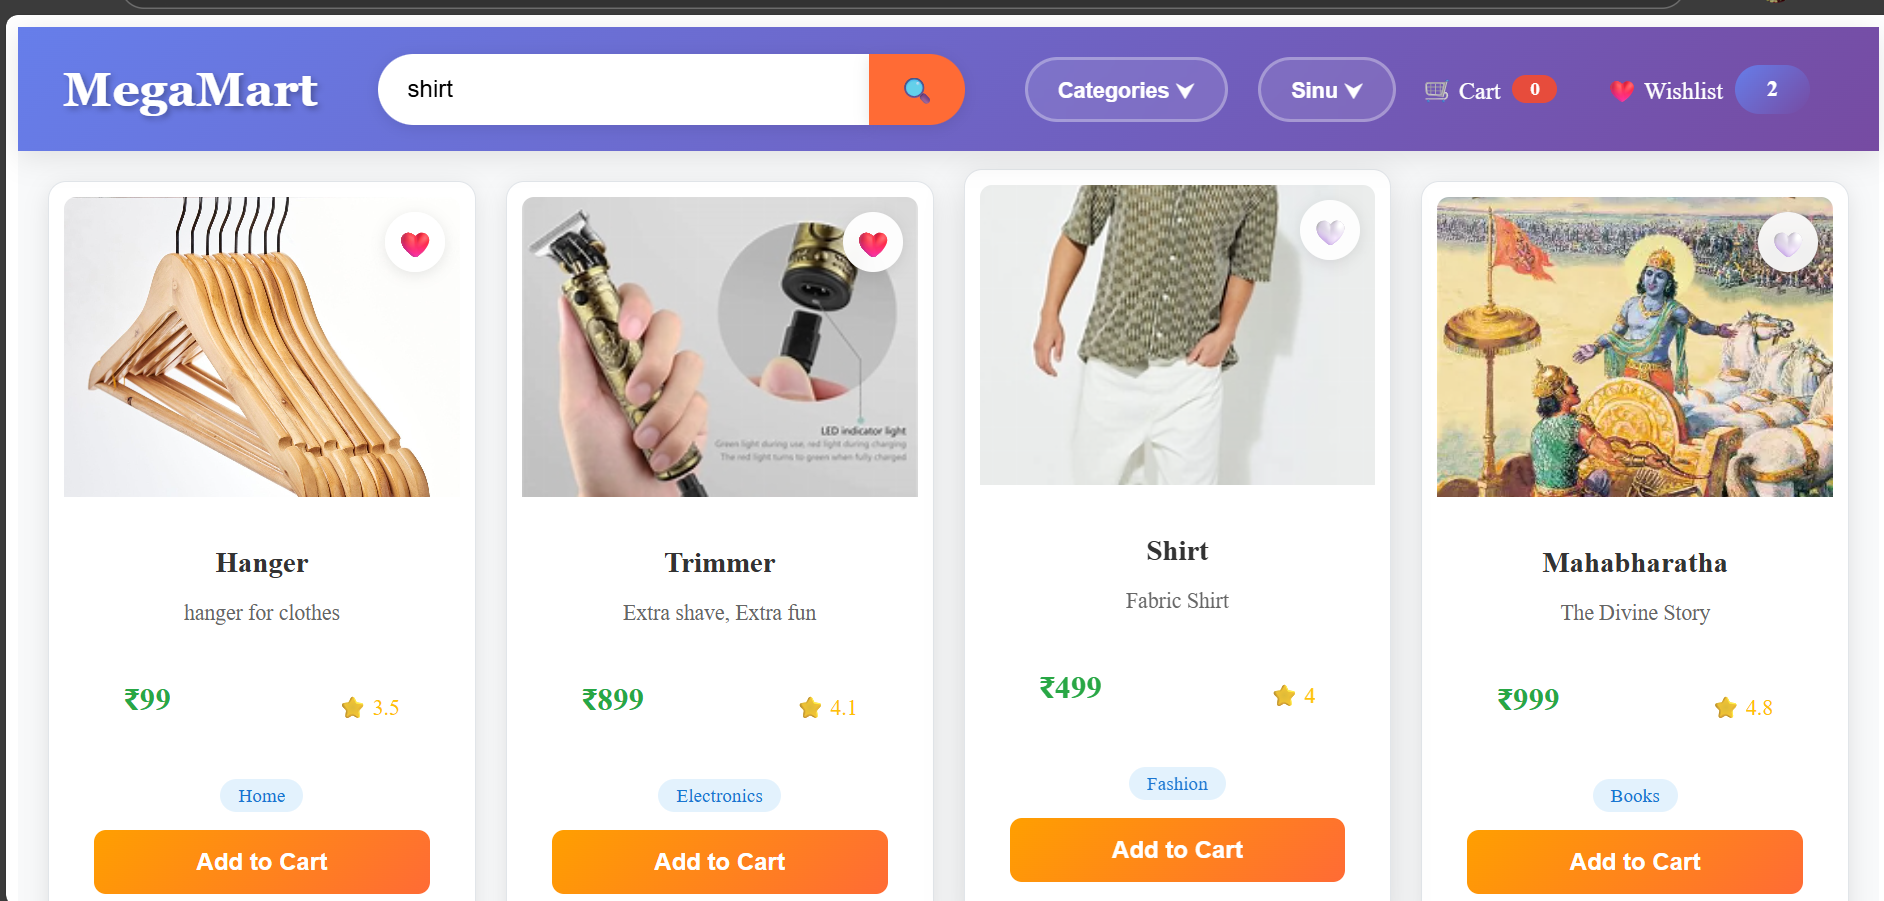 MegaMart
shirt
Categories
Sinu
Cart 0
Wishlist 2
LED indicator light
Green light during use, red light during charging
The red light turns to green when fully charged
Hanger
hanger for clothes
₹99
3.5
Home
Add to Cart
Trimmer
Extra shave, Extra fun
₹899
4.1
Electronics
Add to Cart
Shirt
Fabric Shirt
₹499
4
Fashion
Add to Cart
Mahabharatha
The Divine Story
₹999
4.8
Books
Add to Cart